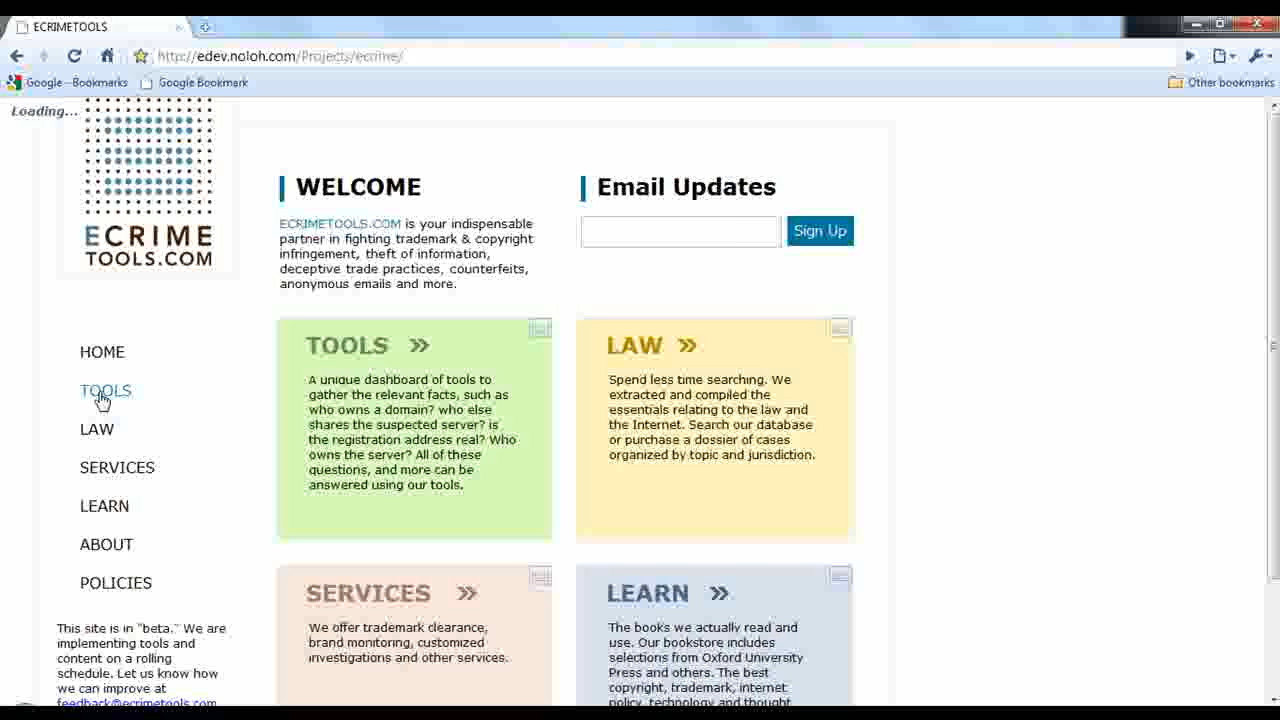 ECRIMETOOLS
http://edev.noloh.com/Projects/ecrime/
Google - Bookmarks
Google Bookmark
Other bookmarks
Loading...
ECRIME
TOOLS.COM
HOME
TOOLS
LAW
SERVICES
LEARN
ABOUT
POLICIES
This site is in "beta." We are
implementing tools and
content on a rolling
schedule. Let us know how
we can improve at
feedback@ecrimetools.com
WELCOME
ECRIMETOOLS.COM is your indispensable
partner in fighting trademark & copyright
infringement, theft of information,
deceptive trade practices, counterfeits,
anonymous emails and more.
Email Updates
Sign Up
TOOLS »
A unique dashboard of tools to
gather the relevant facts, such as
who owns a domain? who else
shares the suspected server? is
the registration address real? Who
owns the server? All of these
questions, and more can be
answered using our tools.
LAW »
Spend less time searching. We
extracted and compiled the
essentials relating to the law and
the Internet. Search our database
or purchase a dossier of cases
organized by topic and jurisdiction.
SERVICES »
We offer trademark clearance,
brand monitoring, customized
investigations and other services.
LEARN »
The books we actually read and
use. Our bookstore includes
selections from Oxford University
Press and others. The best
copyright, trademark, internet
policy, technology and thought